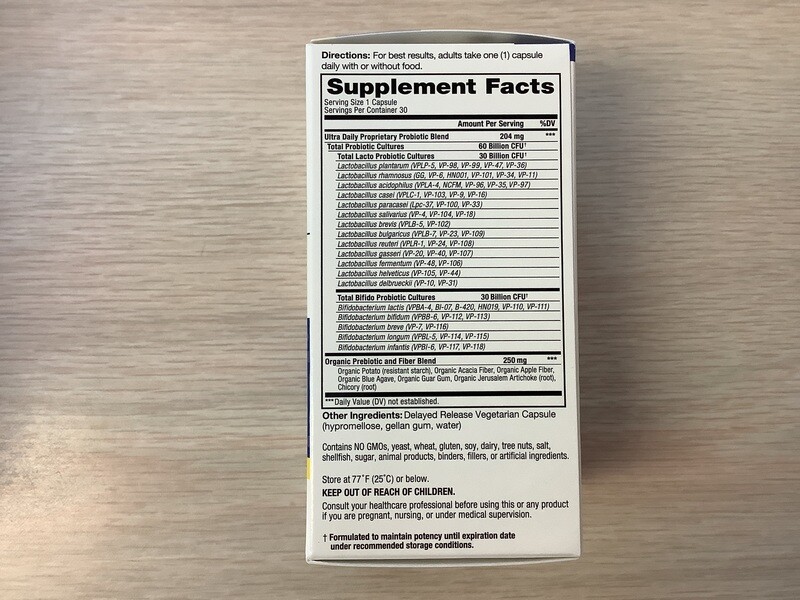 Directions: For best results, adults take one (1) capsule
daily with or without food.
Supplement Facts
Serving Size 1 Capsule
Servings Per Container 30
Amount Per Serving %DV
Ultra Daily Proprietary Probiotic Blend 204 mg ***
Total Probiotic Cultures 60 Billion CFU†
Total Lacto Probiotic Cultures 30 Billion CFU†
Lactobacillus plantarum (VPLP-5, VP-98, VP-99, VP-47, VP-36)
Lactobacillus rhamnosus (GG, VP-6, HN001, VP-101, VP-34, VP-11)
Lactobacillus acidophilus (VPLA-4, NCFM, VP-96, VP-35, VP-97)
Lactobacillus casei (VPLC-1, VP-103, VP-9, VP-16)
Lactobacillus paracasei (Lpc-37, VP-100, VP-33)
Lactobacillus salivarius (VP-4, VP-104, VP-18)
Lactobacillus brevis (VPLB-5, VP-102)
Lactobacillus bulgaricus (VPLB-7, VP-23, VP-109)
Lactobacillus reuteri (VPLR-1, VP-24, VP-108)
Lactobacillus gasseri (VP-20, VP-40, VP-107)
Lactobacillus fermentum (VP-48, VP-106)
Lactobacillus helveticus (VP-105, VP-44)
Lactobacillus delbrueckii (VP-10, VP-31)
Total Bifido Probiotic Cultures 30 Billion CFU†
Bifidobacterium lactis (VPBA-4, BI-07, B-420, HN019, VP-110, VP-111)
Bifidobacterium bifidum (VPBB-6, VP-112, VP-113)
Bifidobacterium breve (VP-7, VP-116)
Bifidobacterium longum (VPBL-5, VP-114, VP-115)
Bifidobacterium infantis (VPBI-6, VP-117, VP-118)
Organic Prebiotic and Fiber Blend 250 mg ***
Organic Potato (resistant starch), Organic Acacia Fiber, Organic Apple Fiber,
Organic Blue Agave, Organic Guar Gum, Organic Jerusalem Artichoke (root),
Chicory (root)
***Daily Value (DV) not established.
Other Ingredients: Delayed Release Vegetarian Capsule
(hypromellose, gellan gum, water)
Contains NO GMOs, yeast, wheat, gluten, soy, dairy, tree nuts, salt,
shellfish, sugar, animal products, binders, fillers, or artificial ingredients.
Store at 77°F (25°C) or below.
KEEP OUT OF REACH OF CHILDREN.
Consult your healthcare professional before using this or any product
if you are pregnant, nursing, or under medical supervision.
† Formulated to maintain potency until expiration date
under recommended storage conditions.